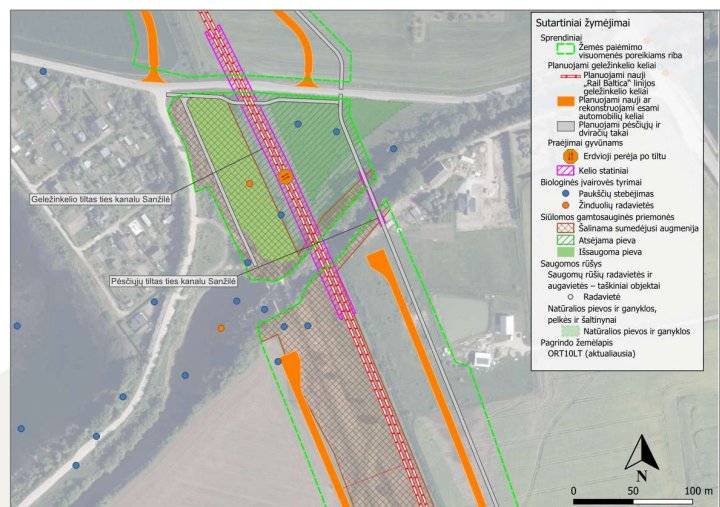 Sutartiniai žymėjimai
Sprendiniai
Žemės paėmimo
visuomenės poreikiams riba
Planuojami geležinkelio keliai
Planuojami nauji
„Rail Baltica" linijos
geležinkelio keliai
Planuojami nauji ar
rekonstruojami esami
automobilių keliai
Planuojami pėsčiųjų ir
dviračių takai
Praėjimai gyvūnams
Erdvioji perėja po tiltu
Kelio statiniai
Biologinės įvairovės tyrimai
Paukščių stebėjimas
Žinduolių radavietės
Siūlomos gamtosauginė priemonės
Šalinama sumedėjusi augmenija
Atsėjama pieva
Išsaugoma pieva
Saugomos rūšys
Saugomų rūšių radavietės ir
augavietės – taškiniai objektai
Radavietė
Natūralios pievos ir ganyklos,
pelkės ir šaltinynai
Natūralios pievos ir ganyklos
Pagrindo žemėlapis
ORT10LT (aktualiausia)
Geležinkelio tiltas ties kanalu Sanžilė
Pėsčiųjų tiltas ties kanalu Sanžilė
N
0 50 100 m